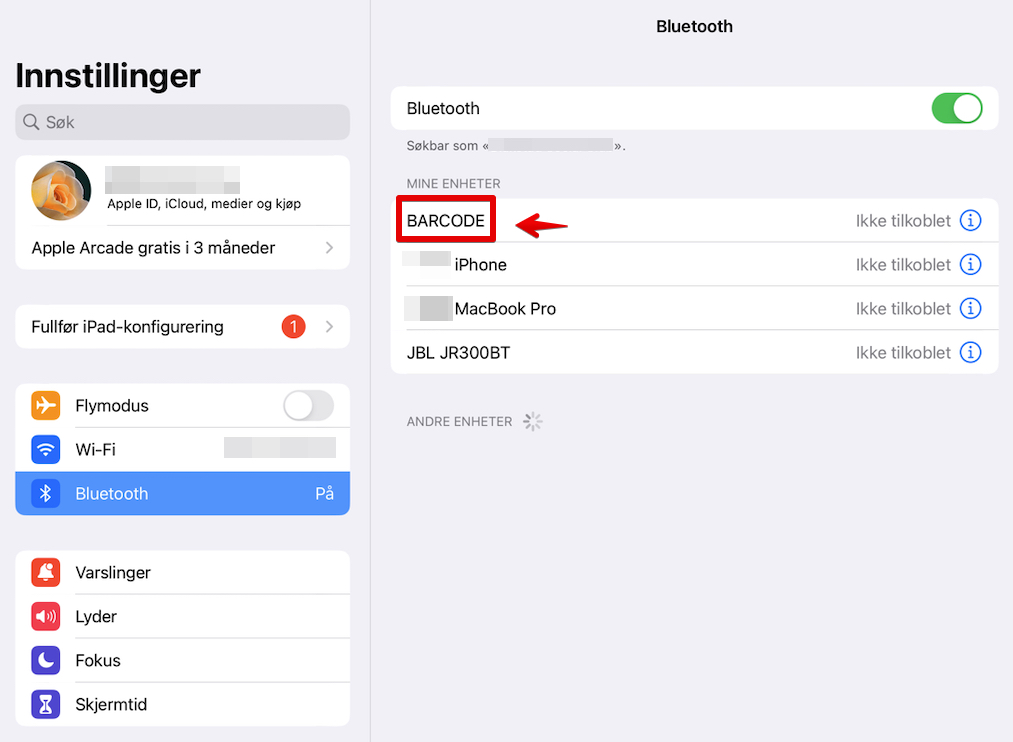 Innstillinger
Søk
Apple ID, iCloud, medier og kjøp
Apple Arcade gratis i 3 måneder
Fullfør iPad-konfigurering 1
Flymodus
Wi-Fi
Bluetooth På
Varslinger
Lyder
Fokus
Skjermtid
Bluetooth
Bluetooth
Søkbar som « ».
MINE ENHETER
BARCODE Ikke tilkoblet i
iPhone Ikke tilkoblet i
MacBook Pro Ikke tilkoblet i
JBL JR300BT Ikke tilkoblet i
ANDRE ENHETER